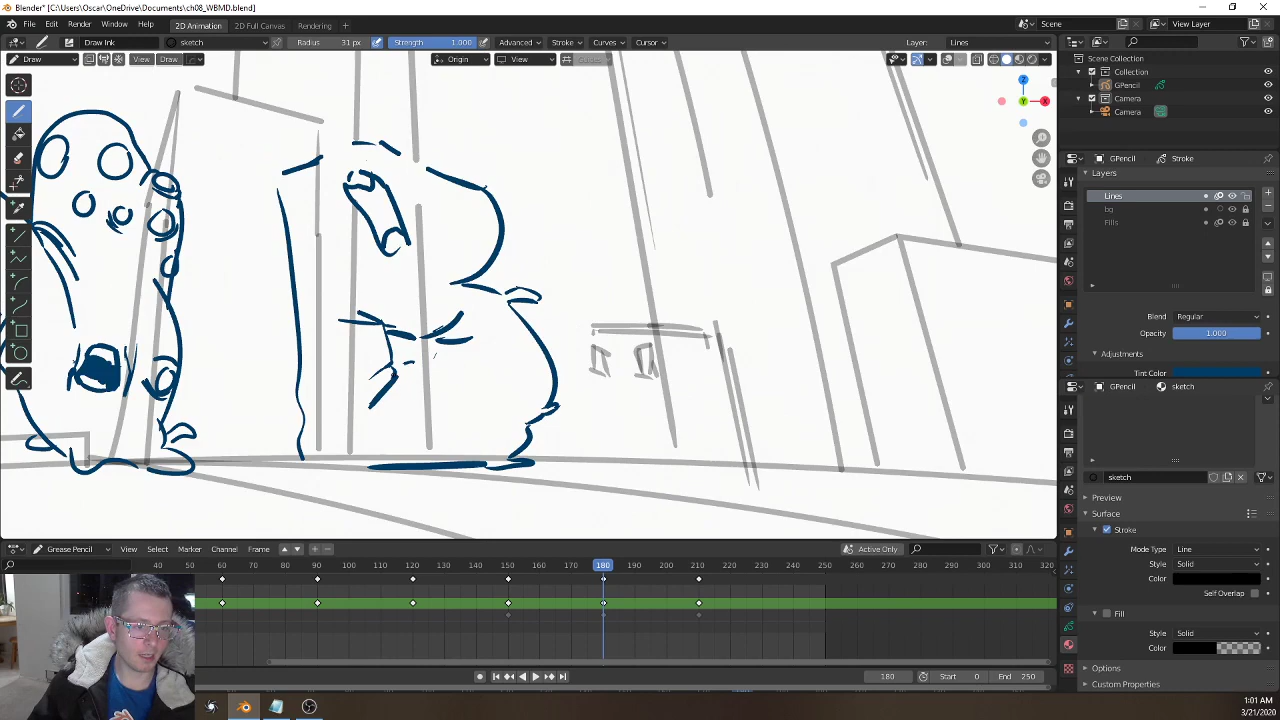 Blender* [C:\Users\Oscar\OneDrive\Documents\ch08_WBMD.blend]
File Edit Render Window Help 2D Animation 2D Full Canvas Rendering + Scene View Layer
Draw Ink sketch Radius 31 px Strength 1.000 Advanced Stroke Curves Cursor Layer: Lines
Draw View Draw Origin View Guides
Scene Collection
Collection
GPencil
Camera
Camera
Z
Y X
GPencil Stroke
Layers
Lines
bg
Fills
Blend Regular
Opacity 1.000
Adjustments
Tint Color
GPencil sketch
sketch
Preview
Surface
Stroke
Mode Type Line
Style Solid
Color
Self Overlap
Fill
Style Solid
Color
Options
Custom Properties
Grease Pencil View Select Marker Channel Frame Active Only
40 60 70 80 90 100 110 120 130 140 150 160 170 180 190 200 210 220 230 240 250 260 270 280 290 300 310 320
180 Start 0 End 250
1:01 AM
3/21/2020